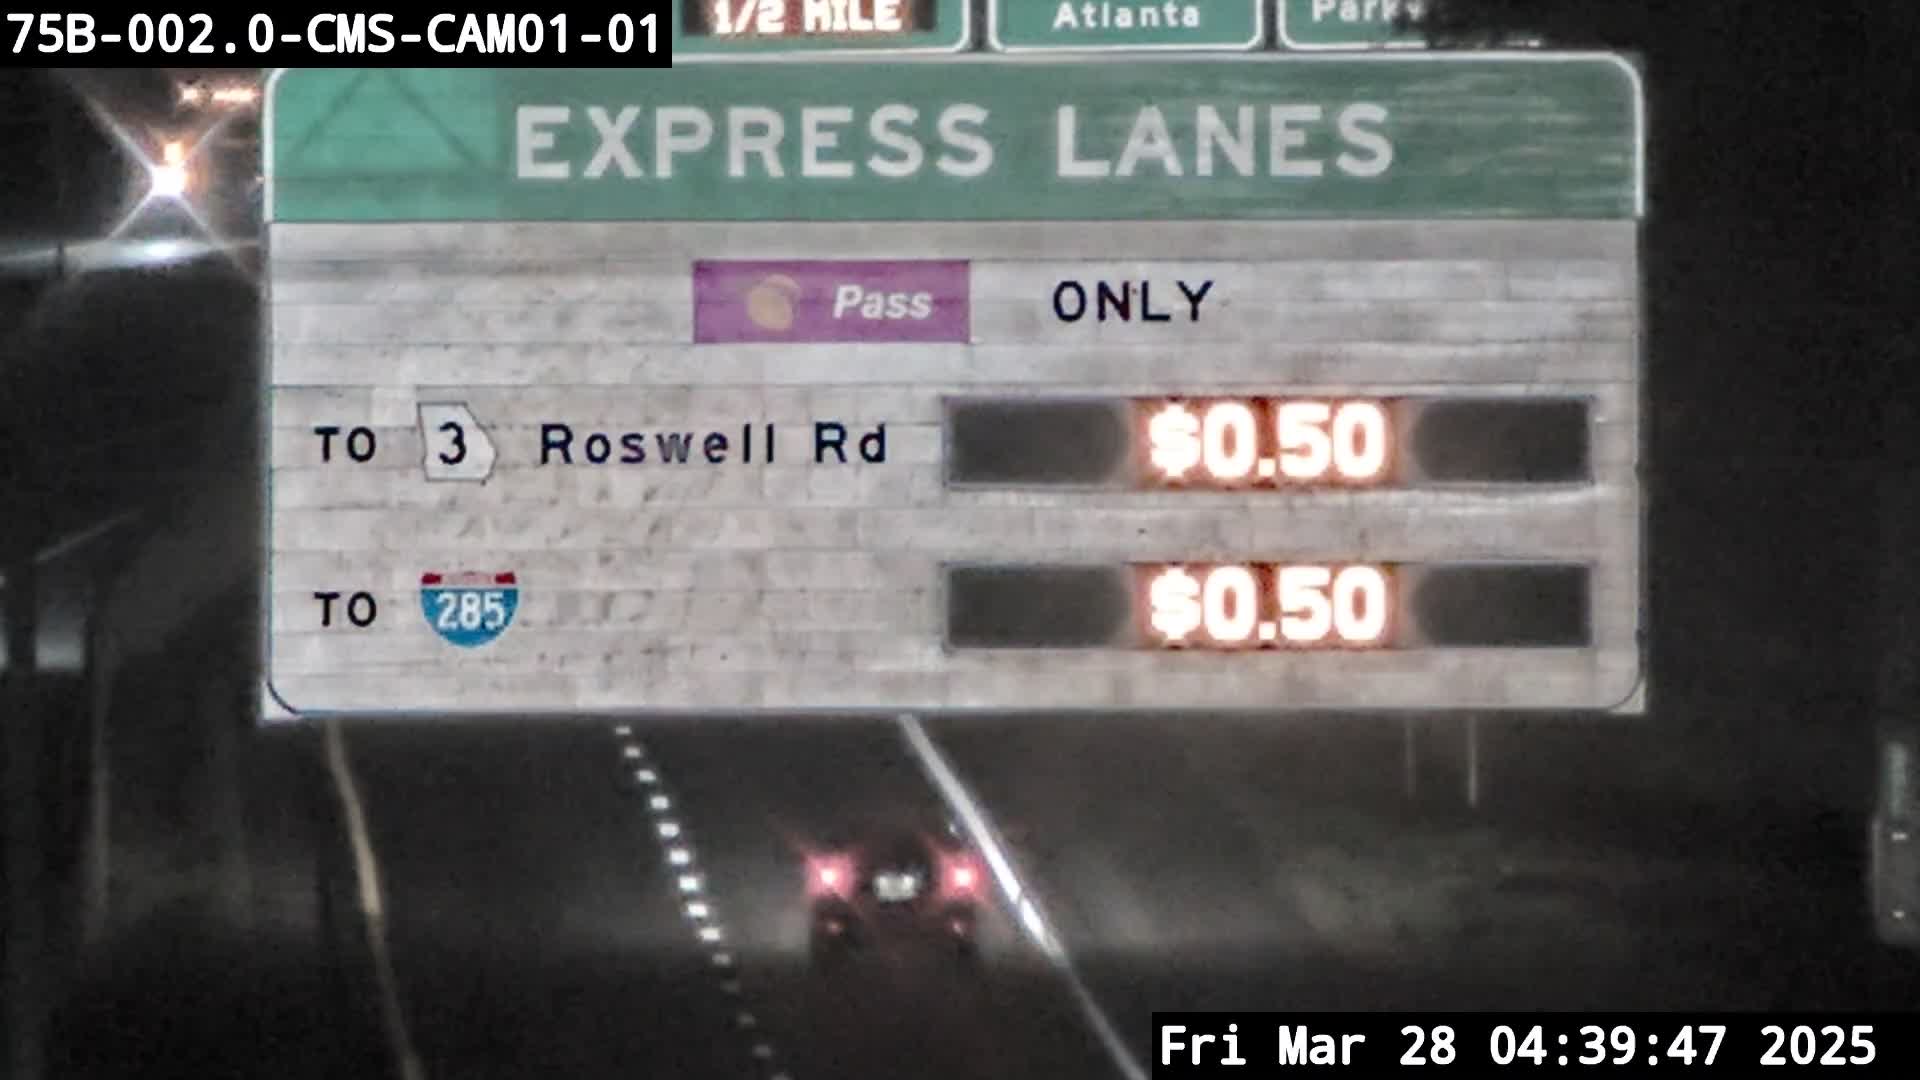 75B-002.0-CMS-CAM01-01
1/2 MILE
Atlanta
EXPRESS LANES
Pass ONLY
TO 3 Roswell Rd $0.50
TO 285 $0.50
Fri Mar 28 04:39:47 2025